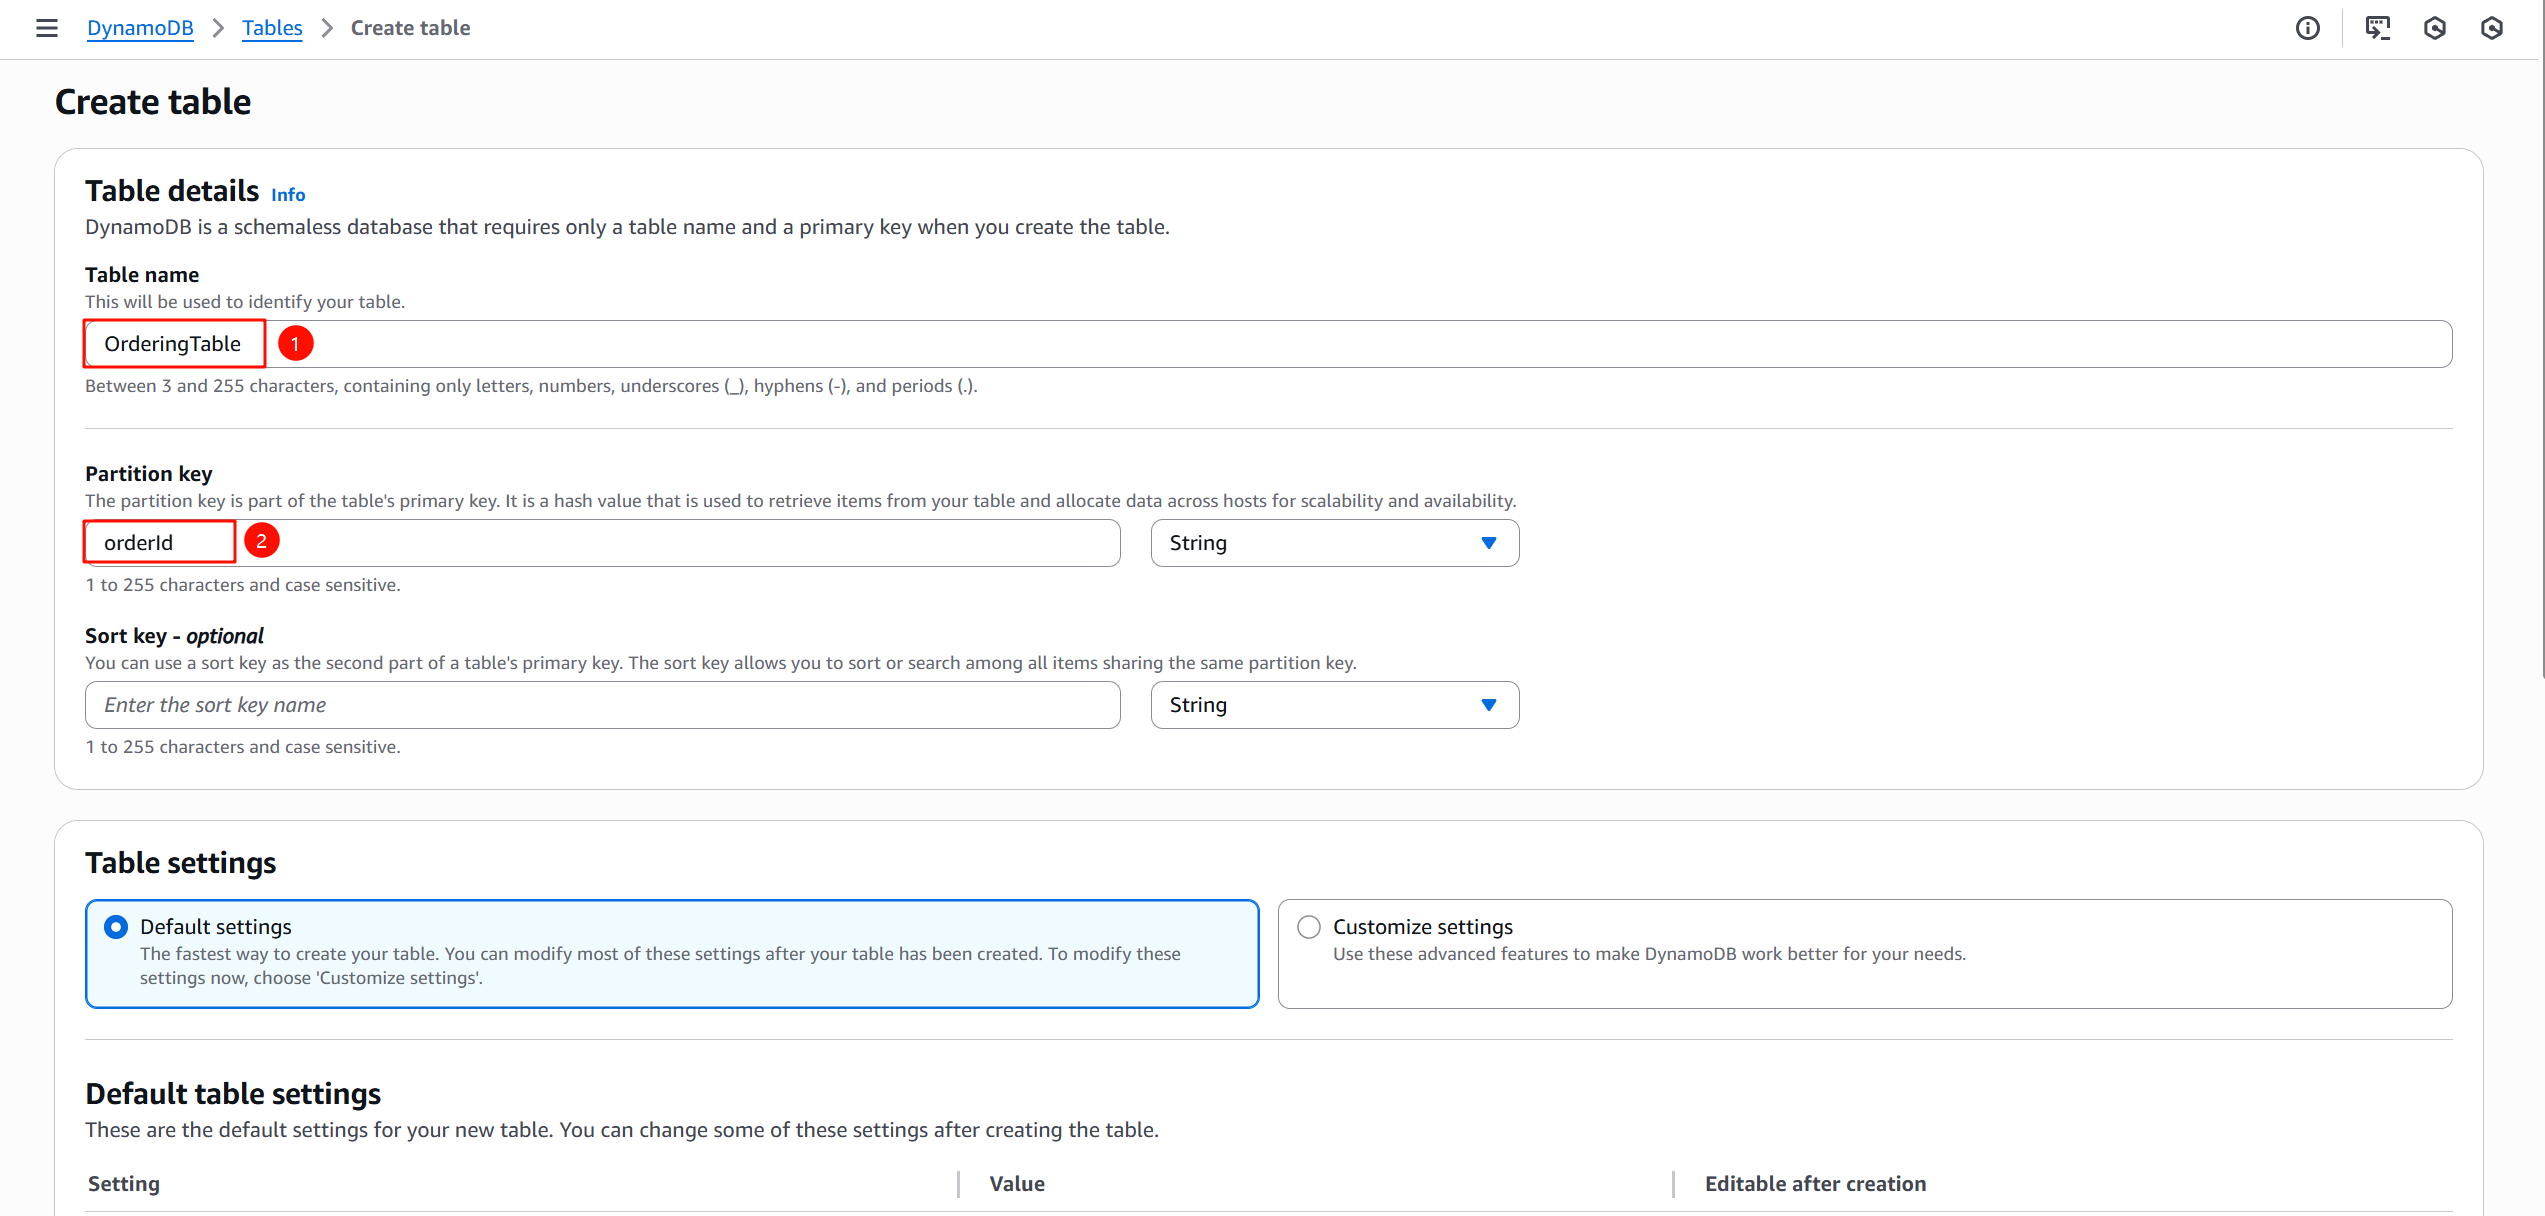 DynamoDB > Tables > Create table
Create table
Table details Info
DynamoDB is a schemaless database that requires only a table name and a primary key when you create the table.
Table name
This will be used to identify your table.
OrderingTable 1
Between 3 and 255 characters, containing only letters, numbers, underscores (_), hyphens (-), and periods (.).
Partition key
The partition key is part of the table's primary key. It is a hash value that is used to retrieve items from your table and allocate data across hosts for scalability and availability.
orderId 2 String
1 to 255 characters and case sensitive.
Sort key - optional
You can use a sort key as the second part of a table's primary key. The sort key allows you to sort or search among all items sharing the same partition key.
Enter the sort key name String
1 to 255 characters and case sensitive.
Table settings
Default settings
The fastest way to create your table. You can modify most of these settings after your table has been created. To modify these
settings now, choose 'Customize settings'.
Customize settings
Use these advanced features to make DynamoDB work better for your needs.
Default table settings
These are the default settings for your new table. You can change some of these settings after creating the table.
Setting Value Editable after creation